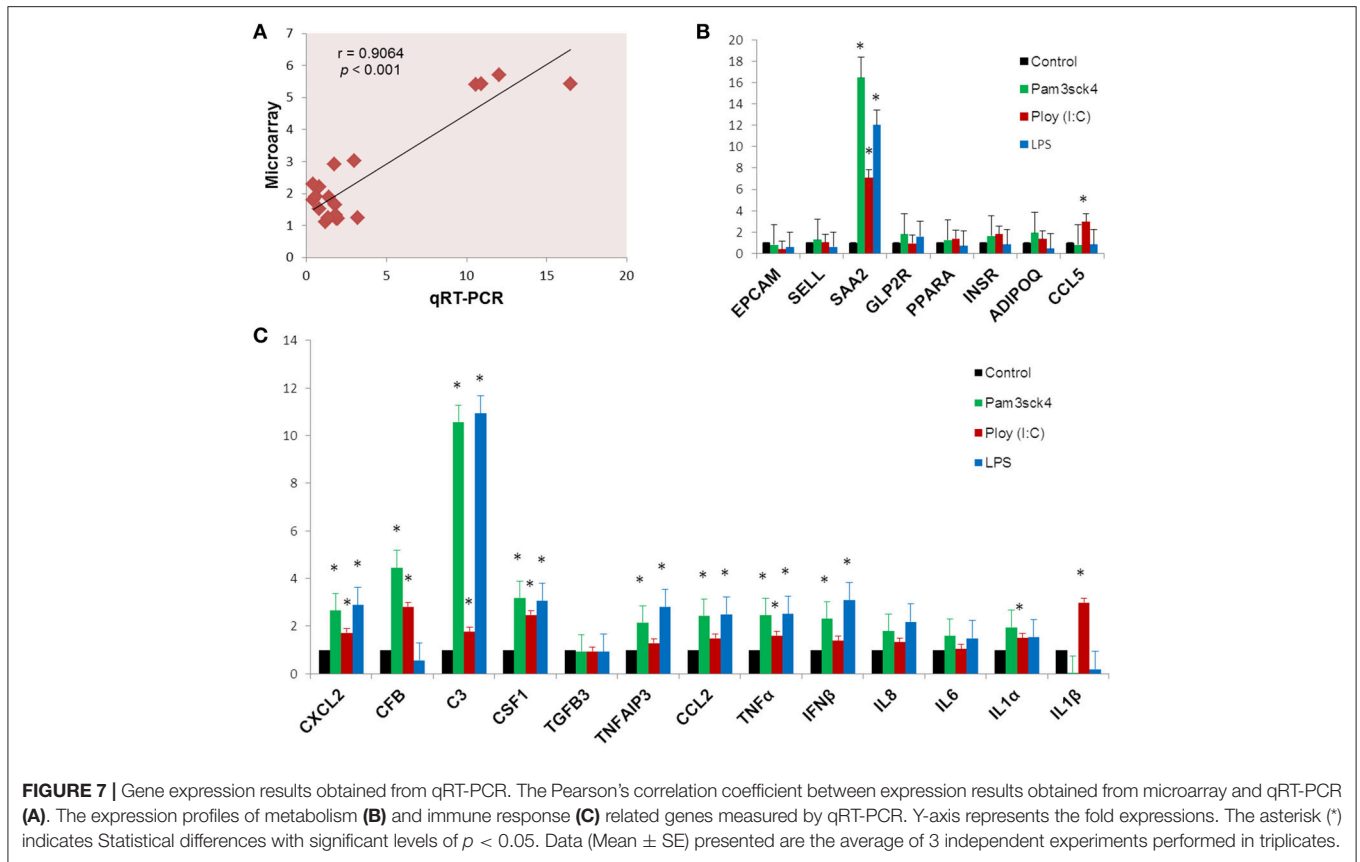 A
r = 0.9064
p < 0.001
Microarray
7
6
5
4
3
2
1
0
0
5
10
15
20
qRT-PCR
B
20
18
16
14
12
10
8
6
4
2
0
*
*
*
*
Control
Pam3sck4
Ploy (I:C)
LPS
EPCAM
SELL
SAA2
GLP2R
PPARA
INSR
ADIPOQ
CCL5
C
14
12
10
8
6
4
2
0
* * *
* *
* * *
* * *
* *
* *
* * *
* *
*
*
Control
Pam3sck4
Ploy (I:C)
LPS
CXCL2
CFB
C3
CSF1
TGFB3
TNFAIP3
CCL2
TNFα
IFNβ
IL8
IL6
IL1α
IL1β
FIGURE 7 | Gene expression results obtained from qRT-PCR. The Pearson's correlation coefficient between expression results obtained from microarray and qRT-PCR
(A). The expression profiles of metabolism (B) and immune response (C) related genes measured by qRT-PCR. Y-axis represents the fold expressions. The asterisk (*)
indicates Statistical differences with significant levels of p < 0.05. Data (Mean ± SE) presented are the average of 3 independent experiments performed in triplicates.